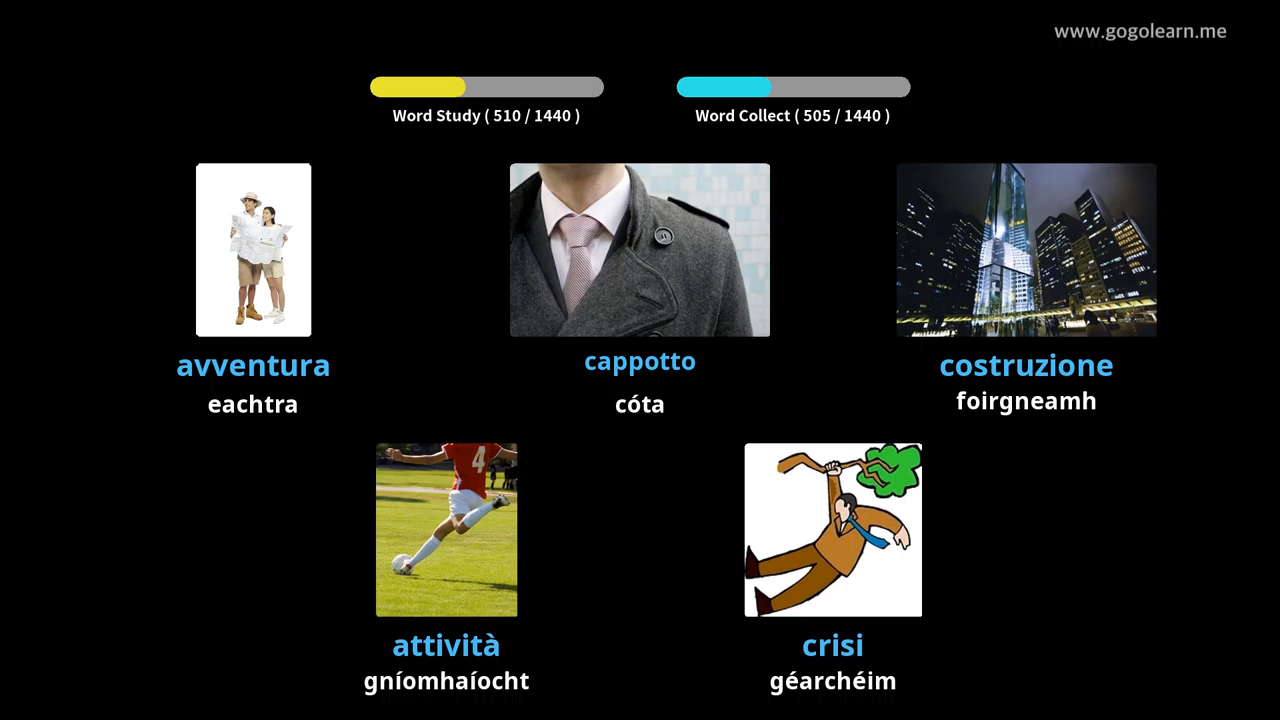 www.gogolearn.me
Word Study ( 510 / 1440 )
Word Collect ( 505 / 1440 )
avventura
eachtra
cappotto
cóta
costruzione
foirgneamh
4
attività
gníomhaíocht
crisi
géarchéim